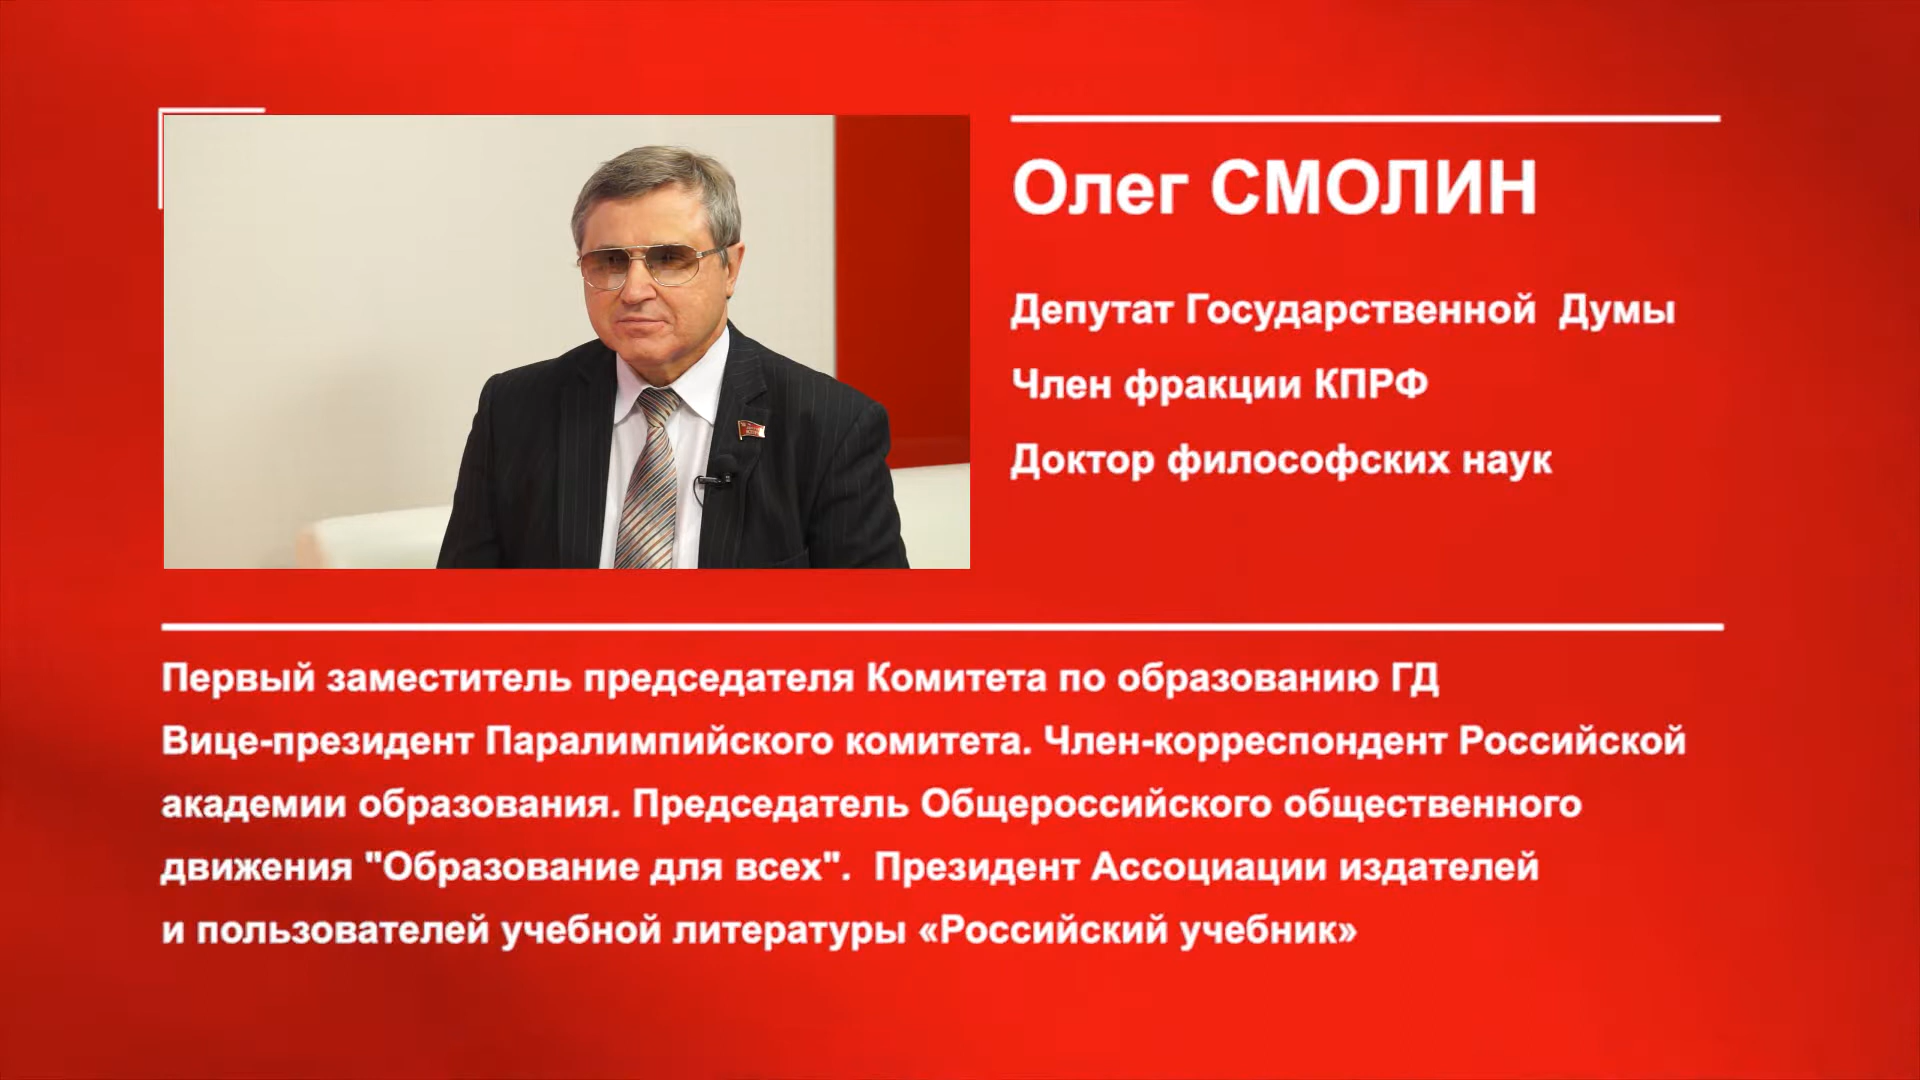 Олег СМОЛИН
Депутат Государственной Думы
Член фракции КПРФ
Доктор философских наук
Первый заместитель председателя Комитета по образованию ГД
Вице-президент Паралимпийского комитета. Член-корреспондент Российской
академии образования. Председатель Общероссийского общественного
движения "Образование для всех". Президент Ассоциации издателей
и пользователей учебной литературы «Российский учебник»